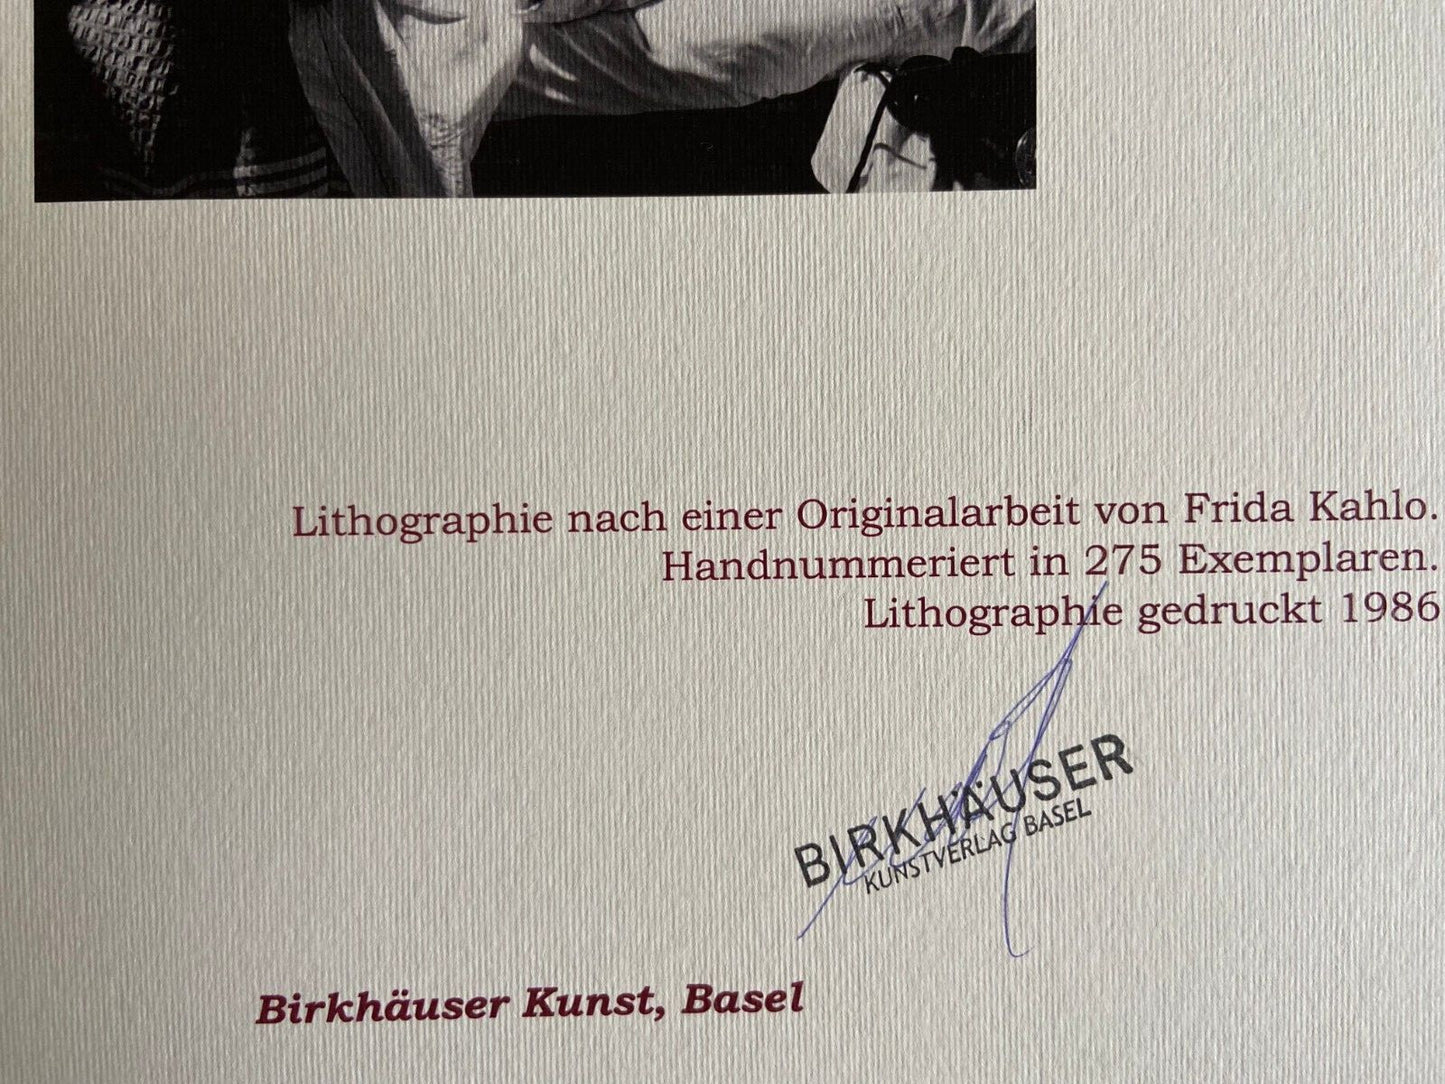 Lithographie nach einer Originalarbeit von Frida Kahlo.
Handnummeriert in 275 Exemplaren.
Lithographie gedruckt 1986
BIRKHÄUSER
KUNSTVERLAG BASEL
Birkhäuser Kunst, Basel